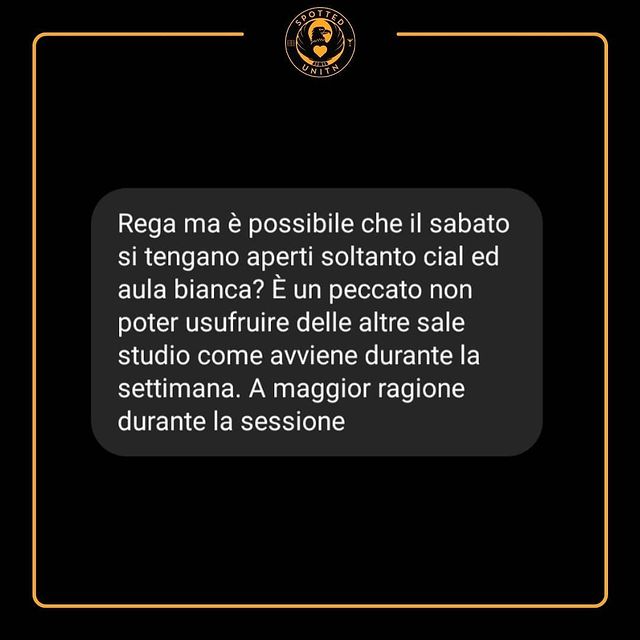 SPOTTED
UNITN
Rega ma è possibile che il sabato
si tengano aperti soltanto cial ed
aula bianca? È un peccato non
poter usufruire delle altre sale
studio come avviene durante la
settimana. A maggior ragione
durante la sessione